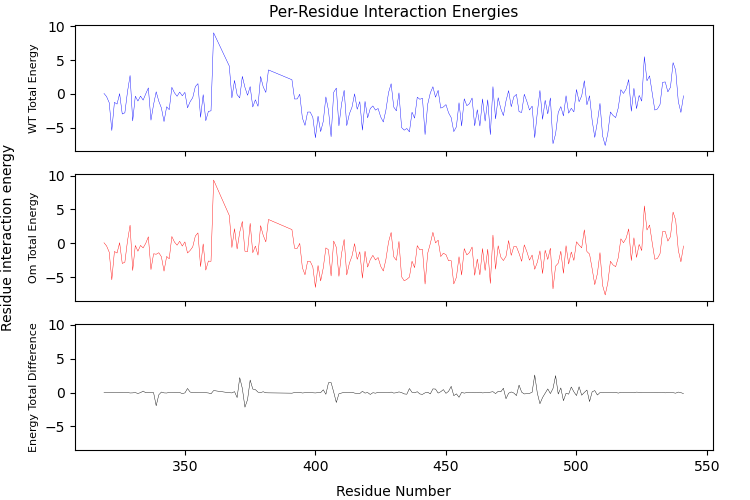 Per-Residue Interaction Energies
Residue interaction energy
WT Total Energy
10
5
0
−5
Om Total Energy
10
5
0
−5
Energy Total Difference
10
5
0
−5
350 400 450 500 550
Residue Number